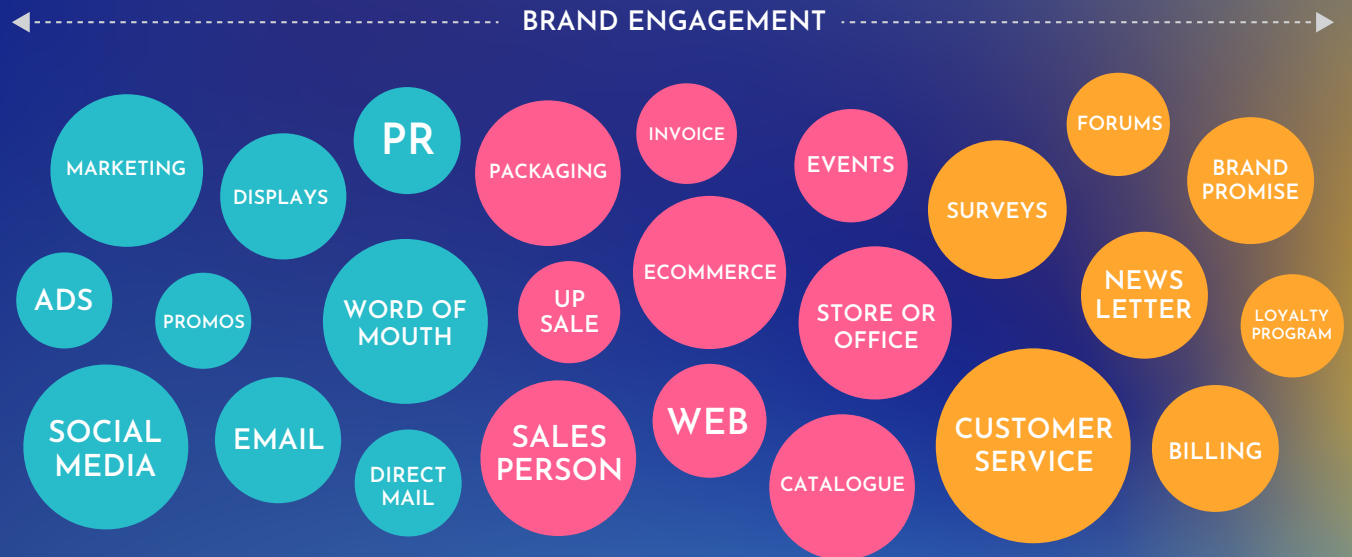 BRAND ENGAGEMENT
MARKETING
DISPLAYS
PR
ADS
PROMOS
WORD OF
MOUTH
SOCIAL
MEDIA
EMAIL
DIRECT
MAIL
PACKAGING
INVOICE
EVENTS
UP
SALE
ECOMMERCE
STORE OR
OFFICE
SALES
PERSON
WEB
CATALOGUE
SURVEYS
FORUMS
BRAND
PROMISE
NEWS
LETTER
LOYALTY
PROGRAM
CUSTOMER
SERVICE
BILLING